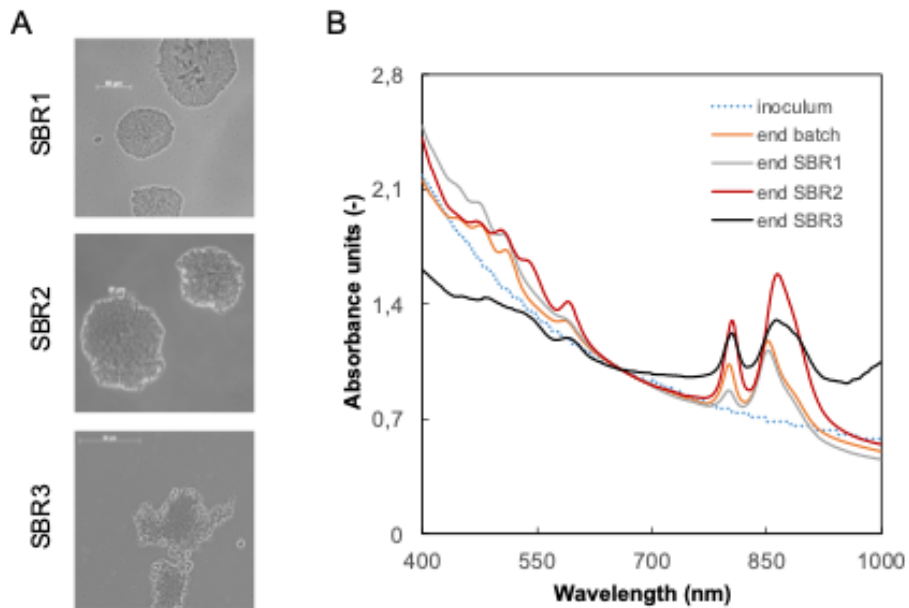 A
SBR1
SBR2
SBR3
B
2,8
2,1
1,4
0,7
0
Absorbance units (-)
inoculum
end batch
end SBR1
end SBR2
end SBR3
400
550
700
850
1000
Wavelength (nm)